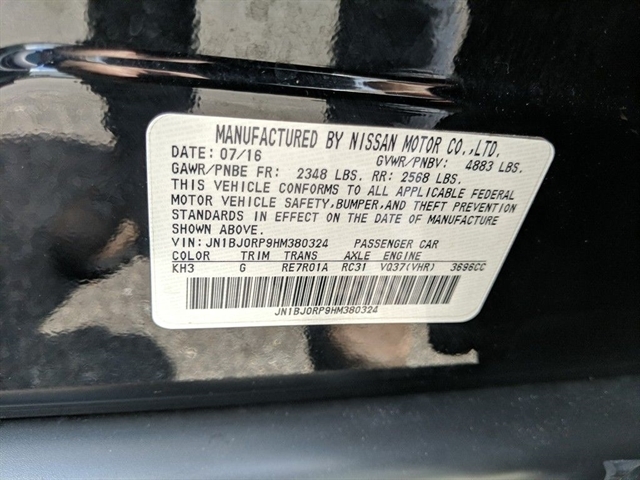 MANUFACTURED BY NISSAN MOTOR CO.,LTD.
DATE: 07/16 GVWR/PNBV: 4883 LBS.
GAWR/PNBE FR: 2348 LBS. RR: 2568 LBS.
THIS VEHICLE CONFORMS TO ALL APPLICABLE FEDERAL
MOTOR VEHICLE SAFETY, BUMPER, AND THEFT PREVENTION
STANDARDS IN EFFECT ON THE DATE OF MANUFACTURE
SHOWN ABOVE.
VIN: JN1BJ0RP9HM380324 PASSENGER CAR
COLOR TRIM TRANS AXLE ENGINE
KH3 G RE7R01A RC31 VQ37(VHR) 3696CC
JN1BJ0RP9HM380324